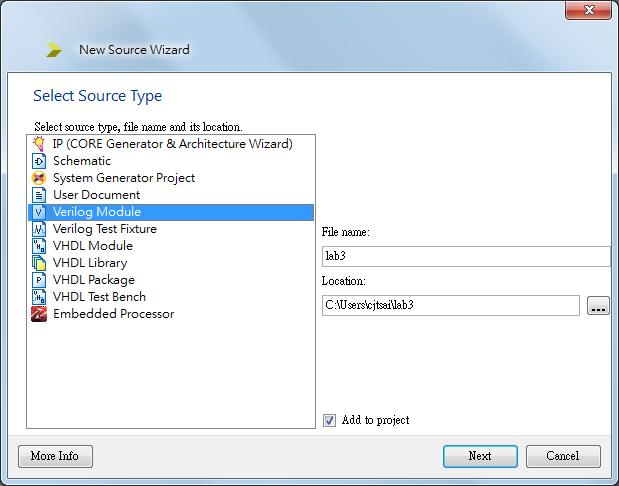 New Source Wizard
Select Source Type
Select source type, file name and its location.
IP (CORE Generator & Architecture Wizard)
Schematic
System Generator Project
User Document
Verilog Module
Verilog Test Fixture
VHDL Module
VHDL Library
VHDL Package
VHDL Test Bench
Embedded Processor
File name:
lab3
Location:
C:\Users\cjtsai\lab3
...
Add to project
More Info
Next
Cancel